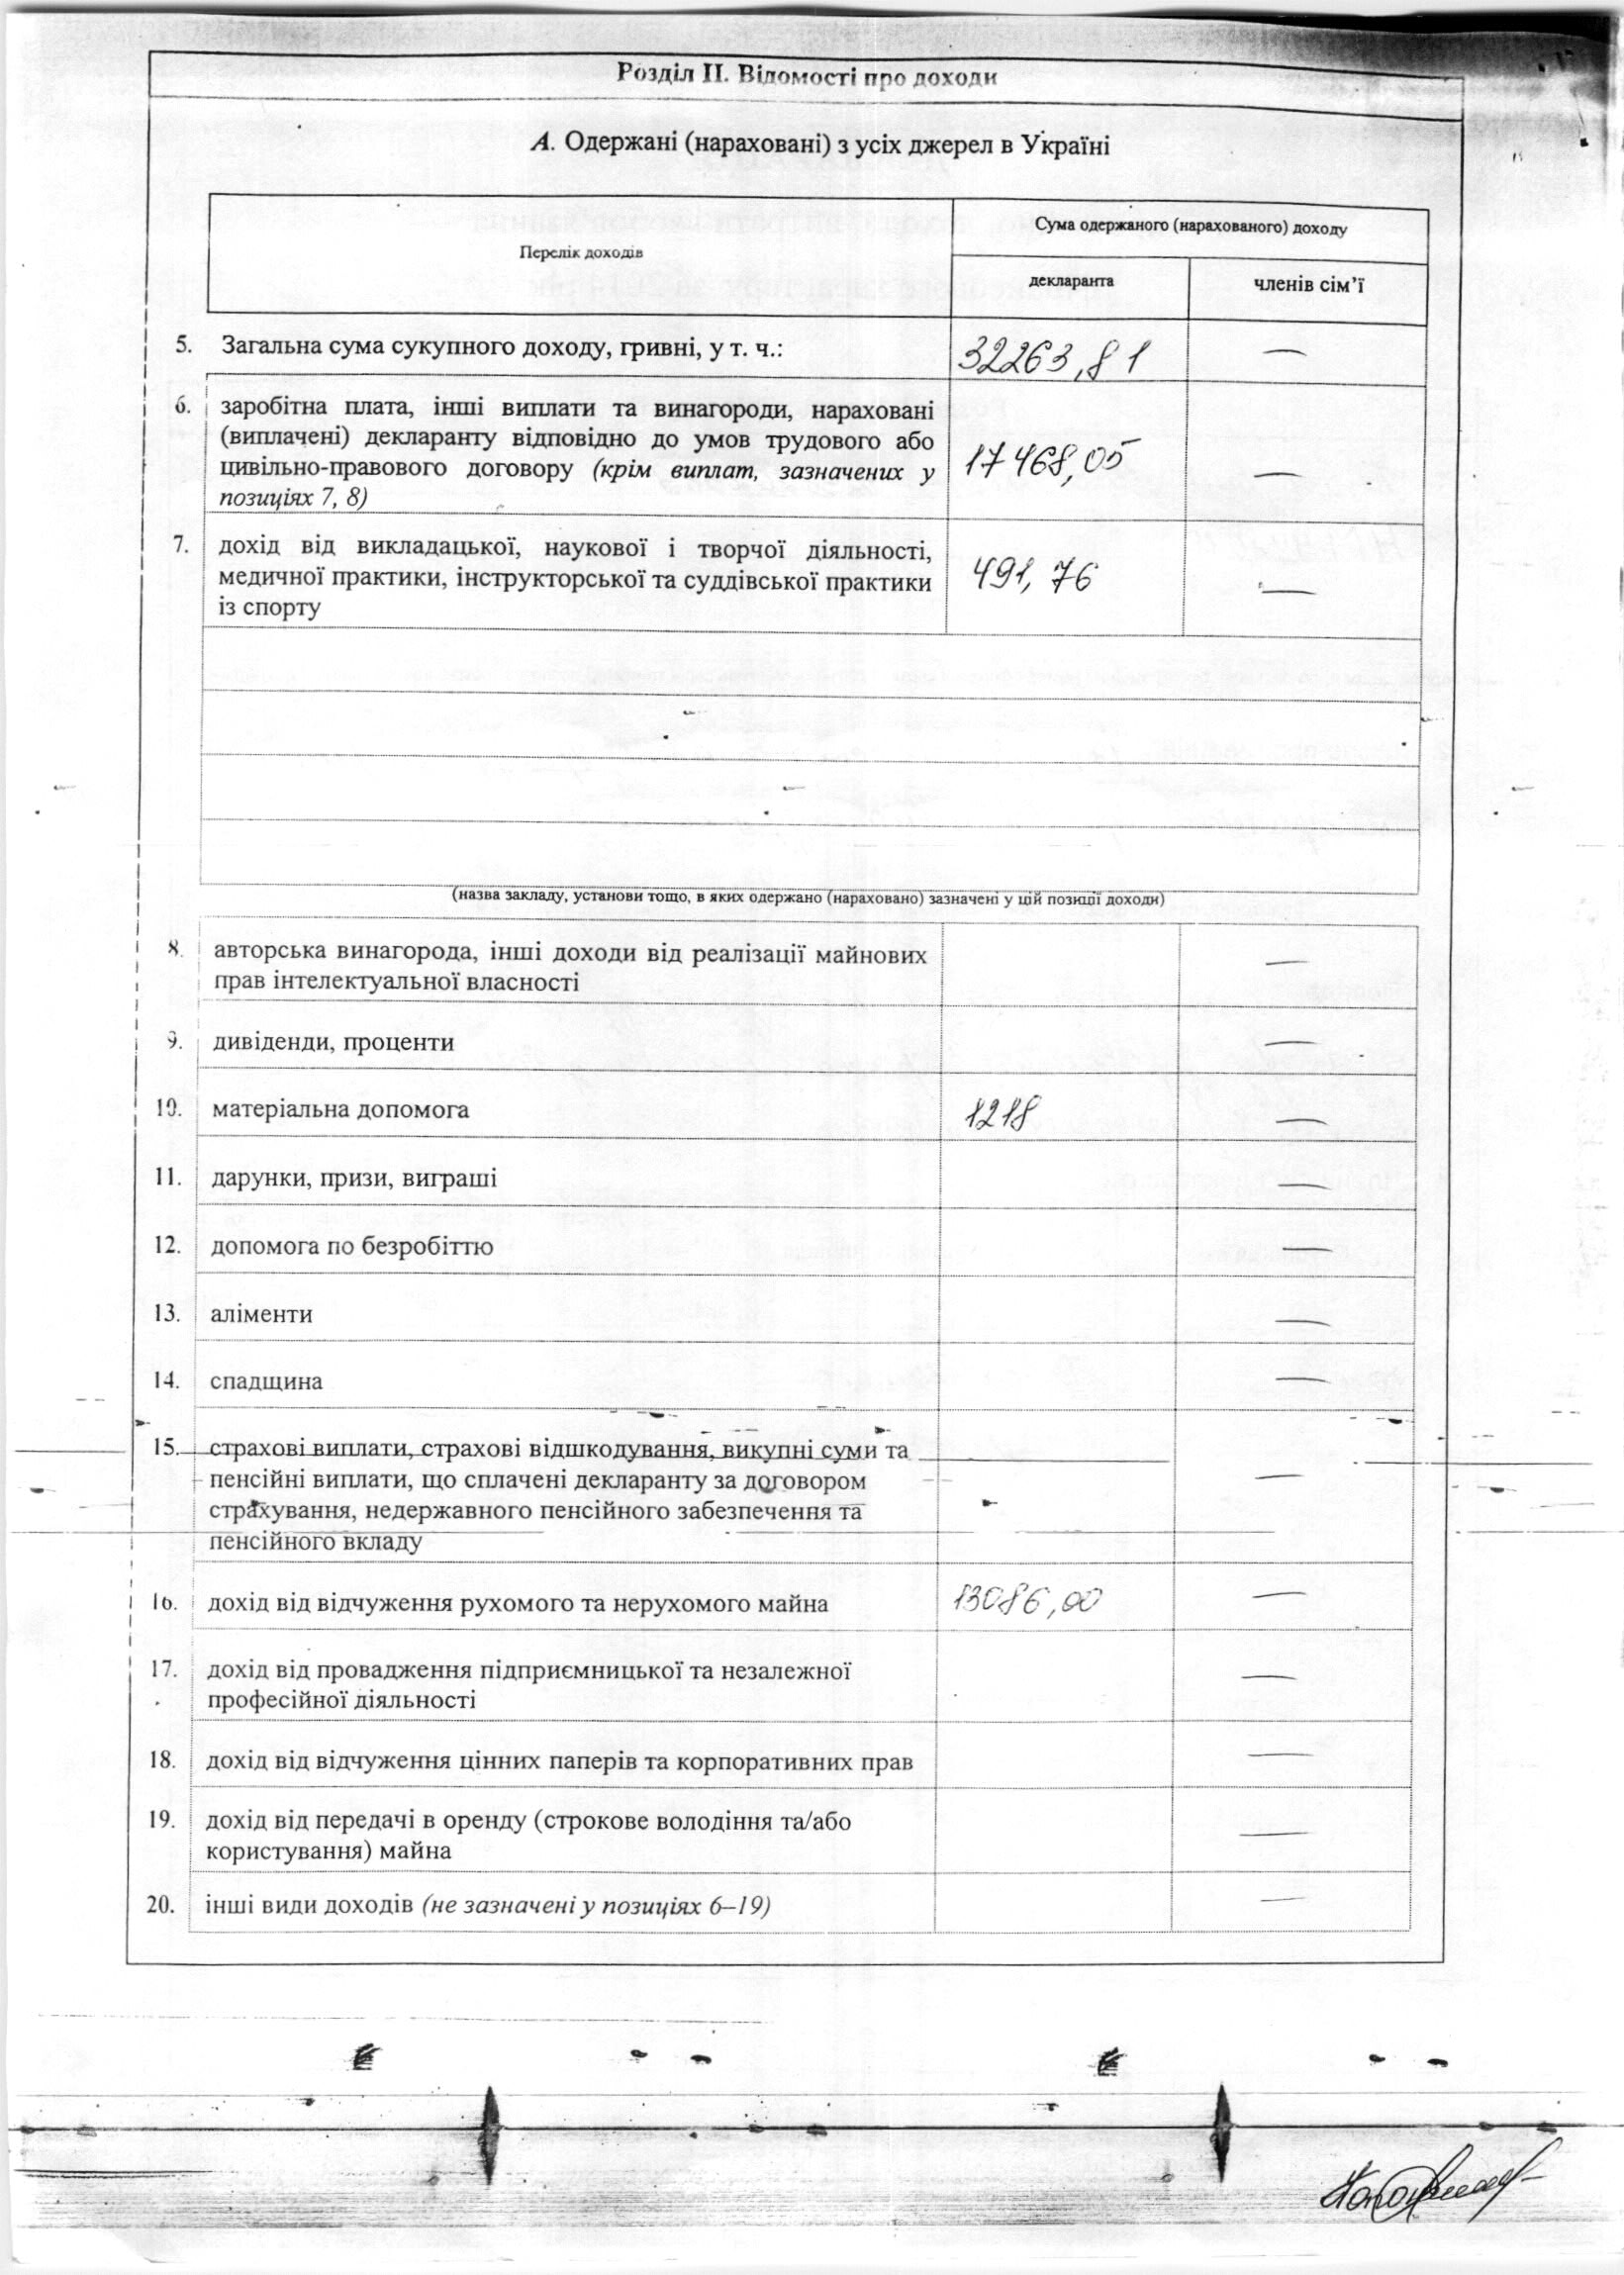 Розділ II. Відомості про доходи
А. Одержані (нараховані) з усіх джерел в Україні
Перелік доходів
Сума одержаного (нарахованого) доходу
декларанта
членів сім’ї
5. Загальна сума сукупного доходу, гривні, у т. ч.: 32263,81 —
6. заробітна плата, інші виплати та винагороди, нараховані
(виплачені) декларанту відповідно до умов трудового або
цивільно-правового договору (крім виплат, зазначених у 17468,05 —
позиціях 7, 8)
7. дохід від викладацької, наукової і творчої діяльності,
медичної практики, інструкторської та суддівської практики 491,76 —
із спорту
(назва закладу, установи тощо, в яких одержано (нараховано) зазначені у цій позиції доходи)
8. авторська винагорода, інші доходи від реалізації майнових —
прав інтелектуальної власності
9. дивіденди, проценти —
10. матеріальна допомога 1218 —
11. дарунки, призи, виграші —
12. допомога по безробіттю —
13. аліменти —
14. спадщина —
15. страхові виплати, страхові відшкодування, викупні суми та
пенсійні виплати, що сплачені декларанту за договором —
страхування, недержавного пенсійного забезпечення та
пенсійного вкладу
16. дохід від відчуження рухомого та нерухомого майна 13086,00 —
17. дохід від провадження підприємницької та незалежної —
професійної діяльності
18. дохід від відчуження цінних паперів та корпоративних прав —
19. дохід від передачі в оренду (строкове володіння та/або —
користування) майна
20. інші види доходів (не зазначені у позиціях 6–19) —